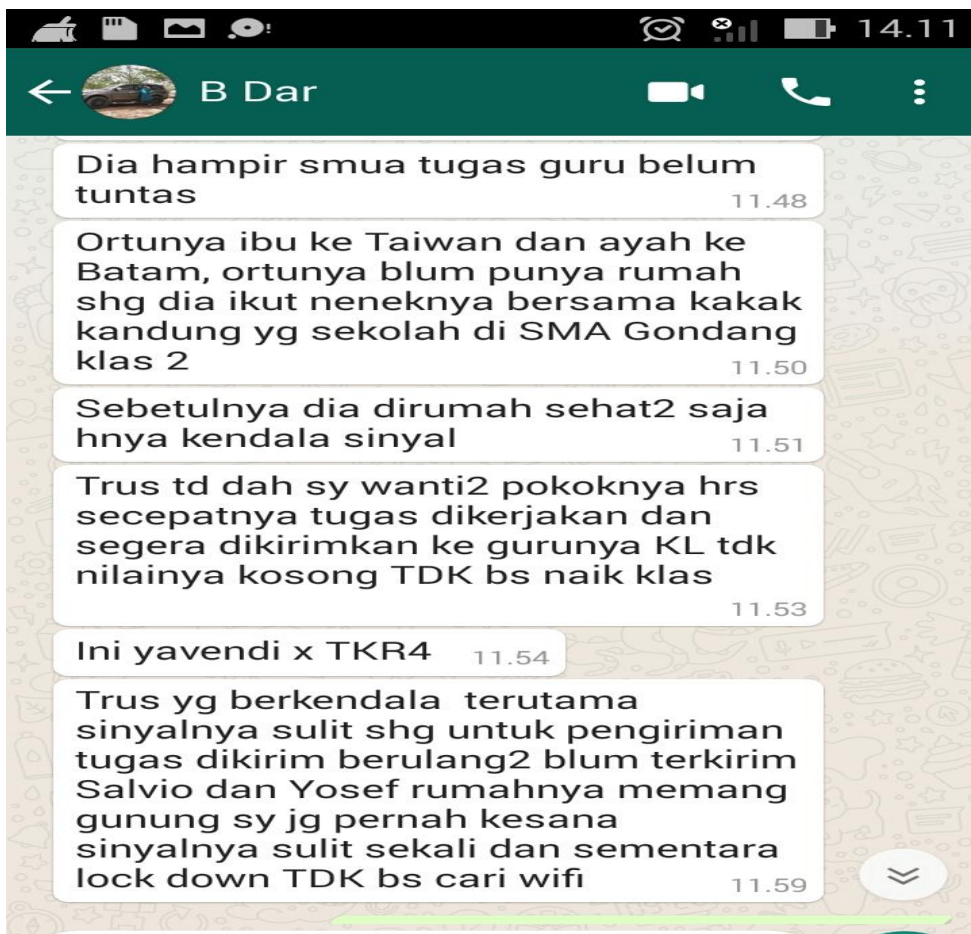 14.11
B Dar
Dia hampir smua tugas guru belum
tuntas
11.48
Ortunya ibu ke Taiwan dan ayah ke
Batam, ortunya blum punya rumah
shg dia ikut neneknya bersama kakak
kandung yg sekolah di SMA Gondang
klas 2
11.50
Sebetulnya dia dirumah sehat2 saja
hnya kendala sinyal
11.51
Trus td dah sy wanti2 pokoknya hrs
secepatnya tugas dikerjakan dan
segera dikirimkan ke gurunya KL tdk
nilainya kosong TDK bs naik klas
11.53
Ini yavendi x TKR4
11.54
Trus yg berkendala terutama
sinyalnya sulit shg untuk pengiriman
tugas dikirim berulang2 blum terkirim
Salvio dan Yosef rumahnya memang
gunung sy jg pernah kesana
sinyalnya sulit sekali dan sementara
lock down TDK bs cari wifi
11.59